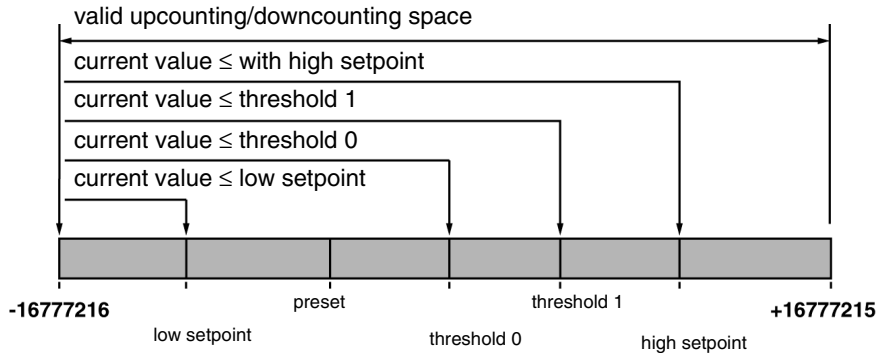 valid upcounting/downcounting space
current value ≤ with high setpoint
current value ≤ threshold 1
current value ≤ threshold 0
current value ≤ low setpoint
preset threshold 1
-16777216 +16777215
low setpoint threshold 0 high setpoint